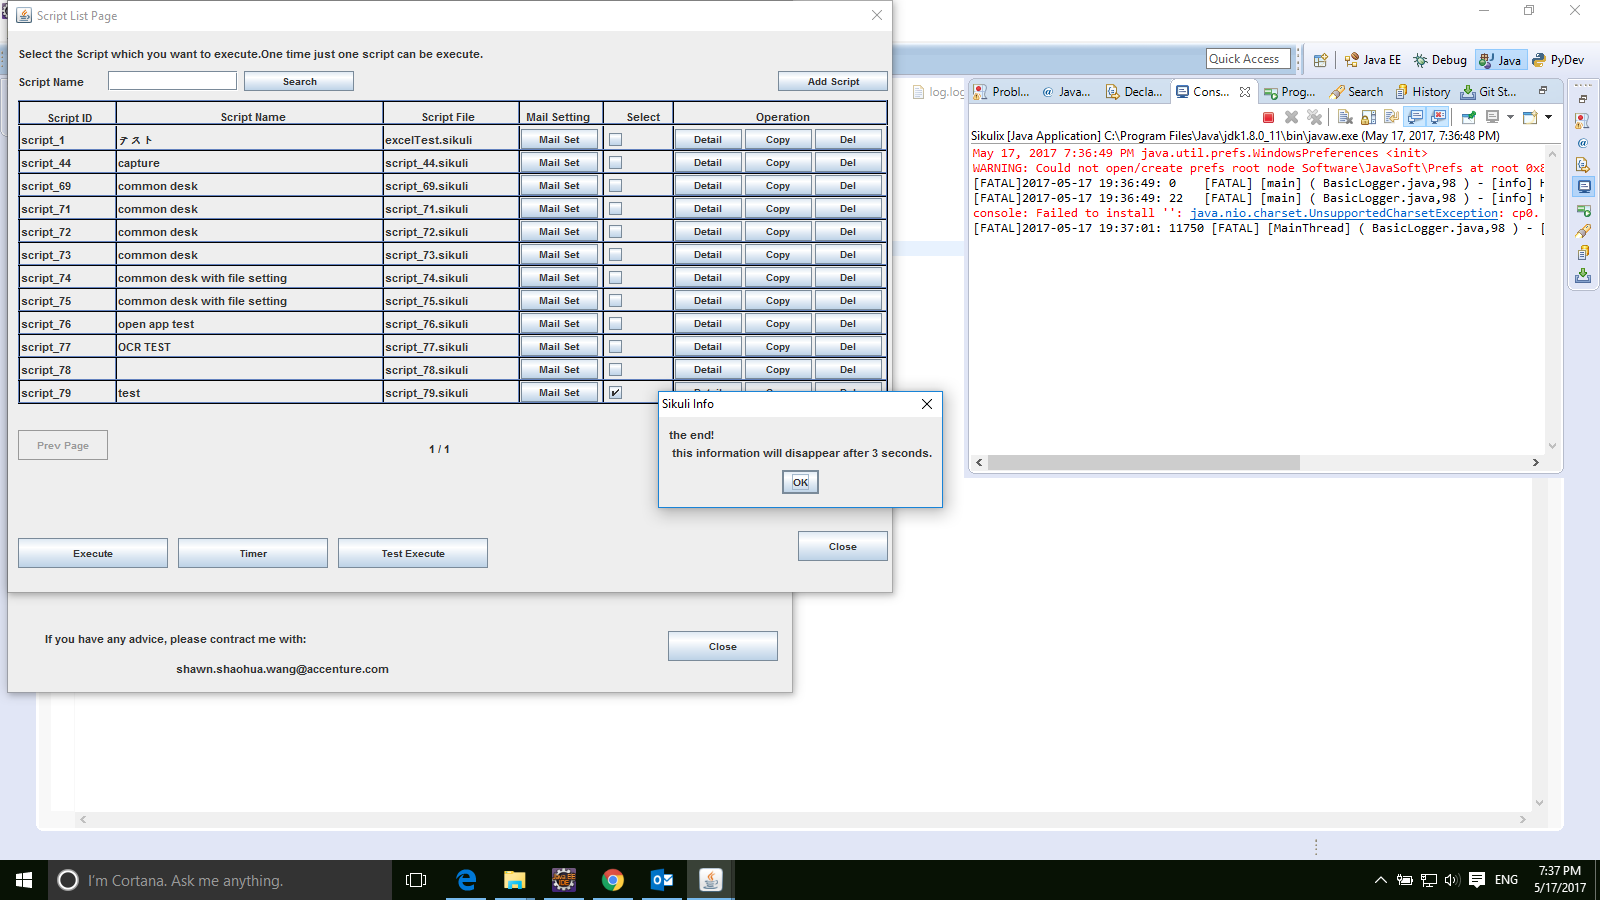 Script List Page
Select the Script which you want to execute.One time just one script can be execute.
Script Name Search Add Script
Script ID Script Name Script File Mail Setting Select Operation
script_1 テスト excelTest.sikuli Mail Set Detail Copy Del
script_44 capture script_44.sikuli Mail Set Detail Copy Del
script_69 common desk script_69.sikuli Mail Set Detail Copy Del
script_71 common desk script_71.sikuli Mail Set Detail Copy Del
script_72 common desk script_72.sikuli Mail Set Detail Copy Del
script_73 common desk script_73.sikuli Mail Set Detail Copy Del
script_74 common desk with file setting script_74.sikuli Mail Set Detail Copy Del
script_75 common desk with file setting script_75.sikuli Mail Set Detail Copy Del
script_76 open app test script_76.sikuli Mail Set Detail Copy Del
script_77 OCR TEST script_77.sikuli Mail Set Detail Copy Del
script_78 script_78.sikuli Mail Set Detail Copy Del
script_79 test script_79.sikuli Mail Set
Prev Page 1 / 1
Execute Timer Test Execute Close
Sikuli Info
the end!
this information will disappear after 3 seconds.
OK
If you have any advice, please contract me with:
shawn.shaohua.wang@accenture.com
Close
Quick Access Java EE Debug Java PyDev
log.log
Probl... Java... Decla... Cons... Prog... Search History Git St...
Sikulix [Java Application] C:\Program Files\Java\jdk1.8.0_11\bin\javaw.exe (May 17, 2017, 7:36:48 PM)
May 17, 2017 7:36:49 PM java.util.prefs.WindowsPreferences <init>
WARNING: Could not open/create prefs root node Software\JavaSoft\Prefs at root 0x8
[FATAL]2017-05-17 19:36:49: 0 [FATAL] [main] ( BasicLogger.java,98 ) - [info] H
[FATAL]2017-05-17 19:36:49: 22 [FATAL] [main] ( BasicLogger.java,98 ) - [info] H
console: Failed to install '': java.nio.charset.UnsupportedCharsetException: cp0.
[FATAL]2017-05-17 19:37:01: 11750 [FATAL] [MainThread] ( BasicLogger.java,98 ) - [
I'm Cortana. Ask me anything.
ENG
7:37 PM
5/17/2017